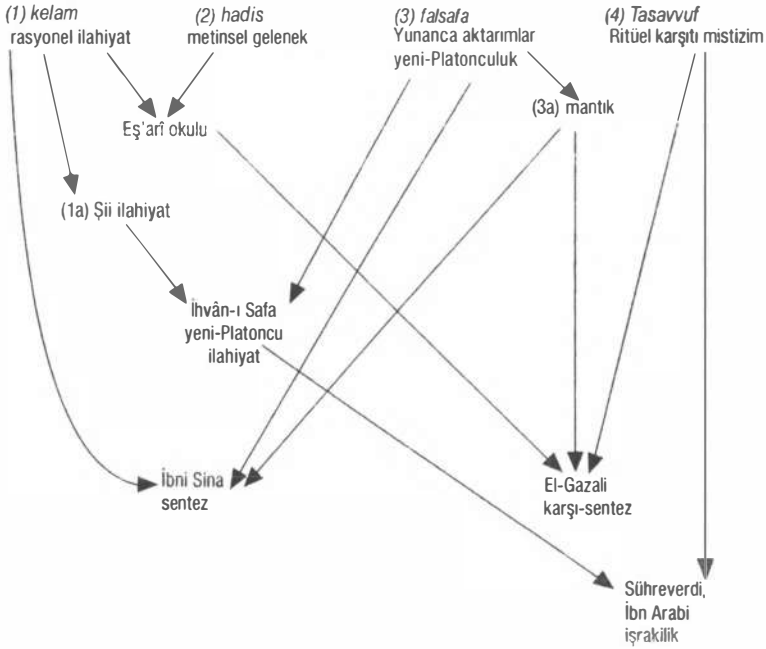 (1) kelam
rasyonel ilahiyat
(2) hadis
metinsel gelenek
(3) falsafa
Yunanca aktarımlar
yeni-Platonculuk
(4) Tasavvuf
Ritüel karşıtı mistizim
(3a) mantık
Eş'arî okulu
(1a) Şii ilahiyat
İhvân-ı Safa
yeni-Platoncu
ilahiyat
İbni Sina
sentez
El-Gazali
karşı-sentez
Sühreverdi,
İbn Arabi
işrakilik